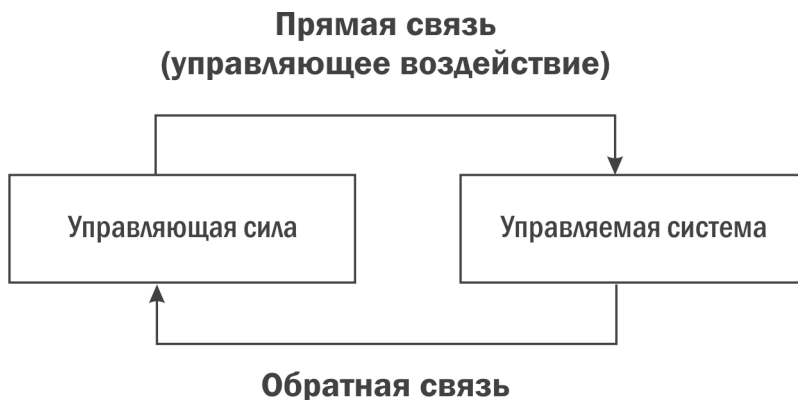 Прямая связь
(управляющее воздействие)
Управляющая сила
Управляемая система
Обратная связь